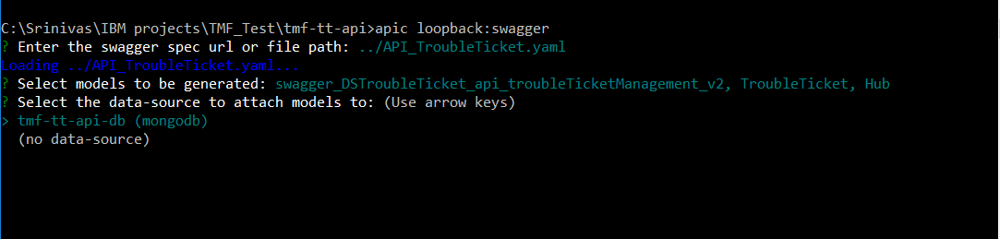 C:\Srinivas\IBM projects\TMF_Test\tmf-tt-api>apic loopback:swagger
? Enter the swagger spec url or file path: ../API_TroubleTicket.yaml
Loading ../API_TroubleTicket.yaml...
? Select models to be generated: swagger_DSTroubleTicket_api_troubleTicketManagement_v2, TroubleTicket, Hub
? Select the data-source to attach models to: (Use arrow keys)
> tmf-tt-api-db (mongodb)
(no data-source)